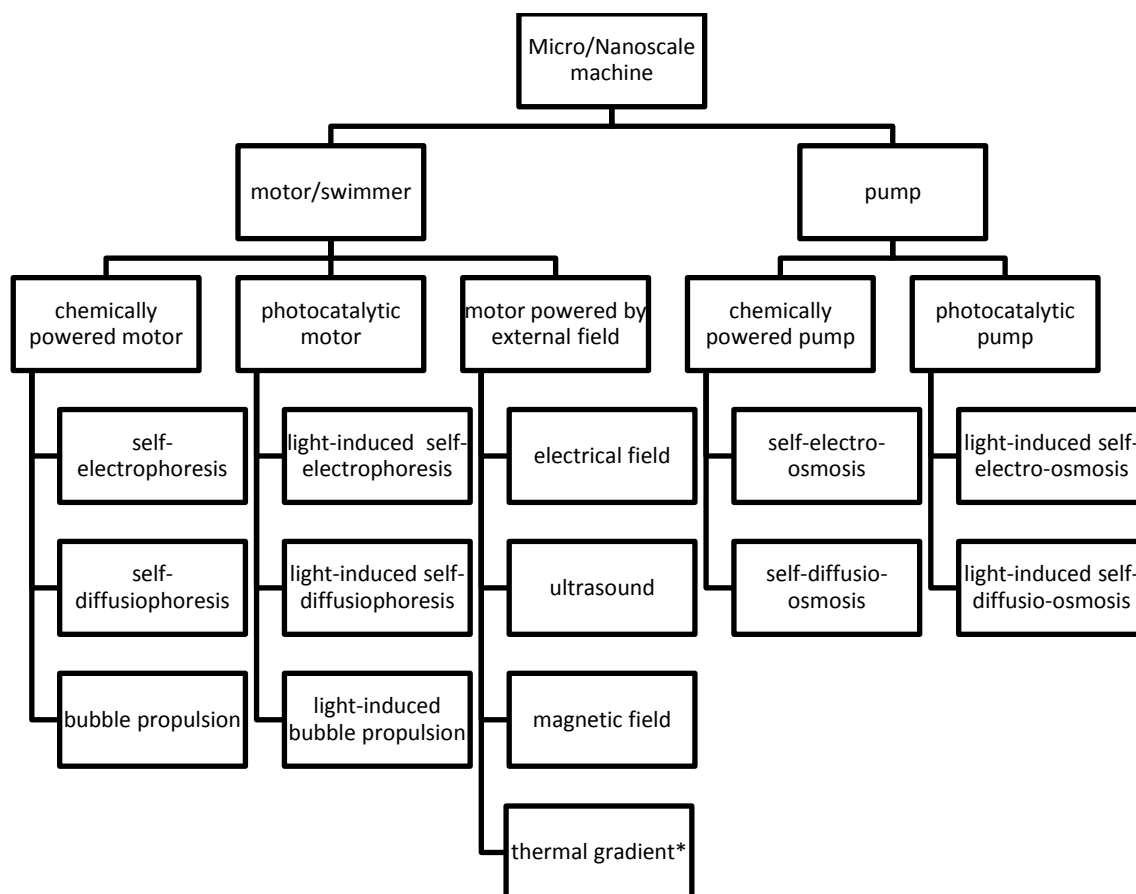 Micro/Nanoscale
machine
motor/swimmer
pump
chemically
powered motor
photocatalytic
motor
motor powered by
external field
chemically
powered pump
photocatalytic
pump
self-
electrophoresis
light-induced self-
electrophoresis
electrical field
self-electro-
osmosis
light-induced self-
electro-osmosis
self-
diffusiophoresis
light-induced self-
diffusiophoresis
ultrasound
self-diffusio-
osmosis
light-induced self-
diffusio-osmosis
bubble propulsion
light-induced
bubble propulsion
magnetic field
thermal gradient*